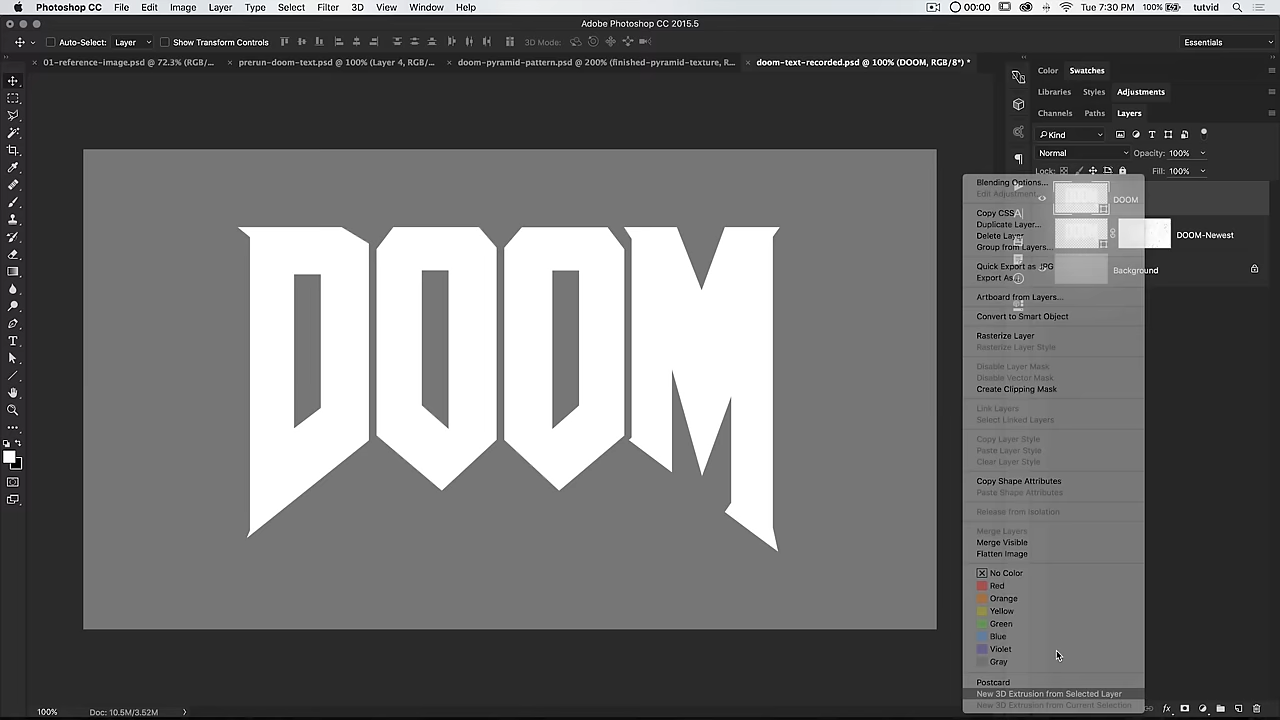 Photoshop CC File Edit Image Layer Type Select Filter 3D View Window Help 00:00 Tue 7:30 PM 100% tutvid
Adobe Photoshop CC 2015.5
Auto-Select: Layer Show Transform Controls 3D Mode: Essentials
01-reference-image.psd @ 72.3% (RGB/... prerun-doom-text.psd @ 100% (Layer 4, RGB/... doom-pyramid-pattern.psd @ 200% (finished-pyramid-texture, R... doom-text-recorded.psd @ 100% (DOOM, RGB/8*) *
Color Swatches
Libraries Styles Adjustments
Channels Paths Layers
Kind
Normal Opacity: 100%
Lock: Fill: 100%
DOOM
DOOM-Newest
Background
Blending Options...
Edit Adjustment...
Copy CSS
Duplicate Layer...
Delete Layer
Group from Layers...
Quick Export as JPG
Export As...
Artboard from Layers...
Convert to Smart Object
Rasterize Layer
Rasterize Layer Style
Disable Layer Mask
Disable Vector Mask
Create Clipping Mask
Link Layers
Select Linked Layers
Copy Layer Style
Paste Layer Style
Clear Layer Style
Copy Shape Attributes
Paste Shape Attributes
Release from Isolation
Merge Layers
Merge Visible
Flatten Image
No Color
Red
Orange
Yellow
Green
Blue
Violet
Gray
Postcard
New 3D Extrusion from Selected Layer
New 3D Extrusion from Current Selection
DOOM
100% Doc: 10.5M/3.52M